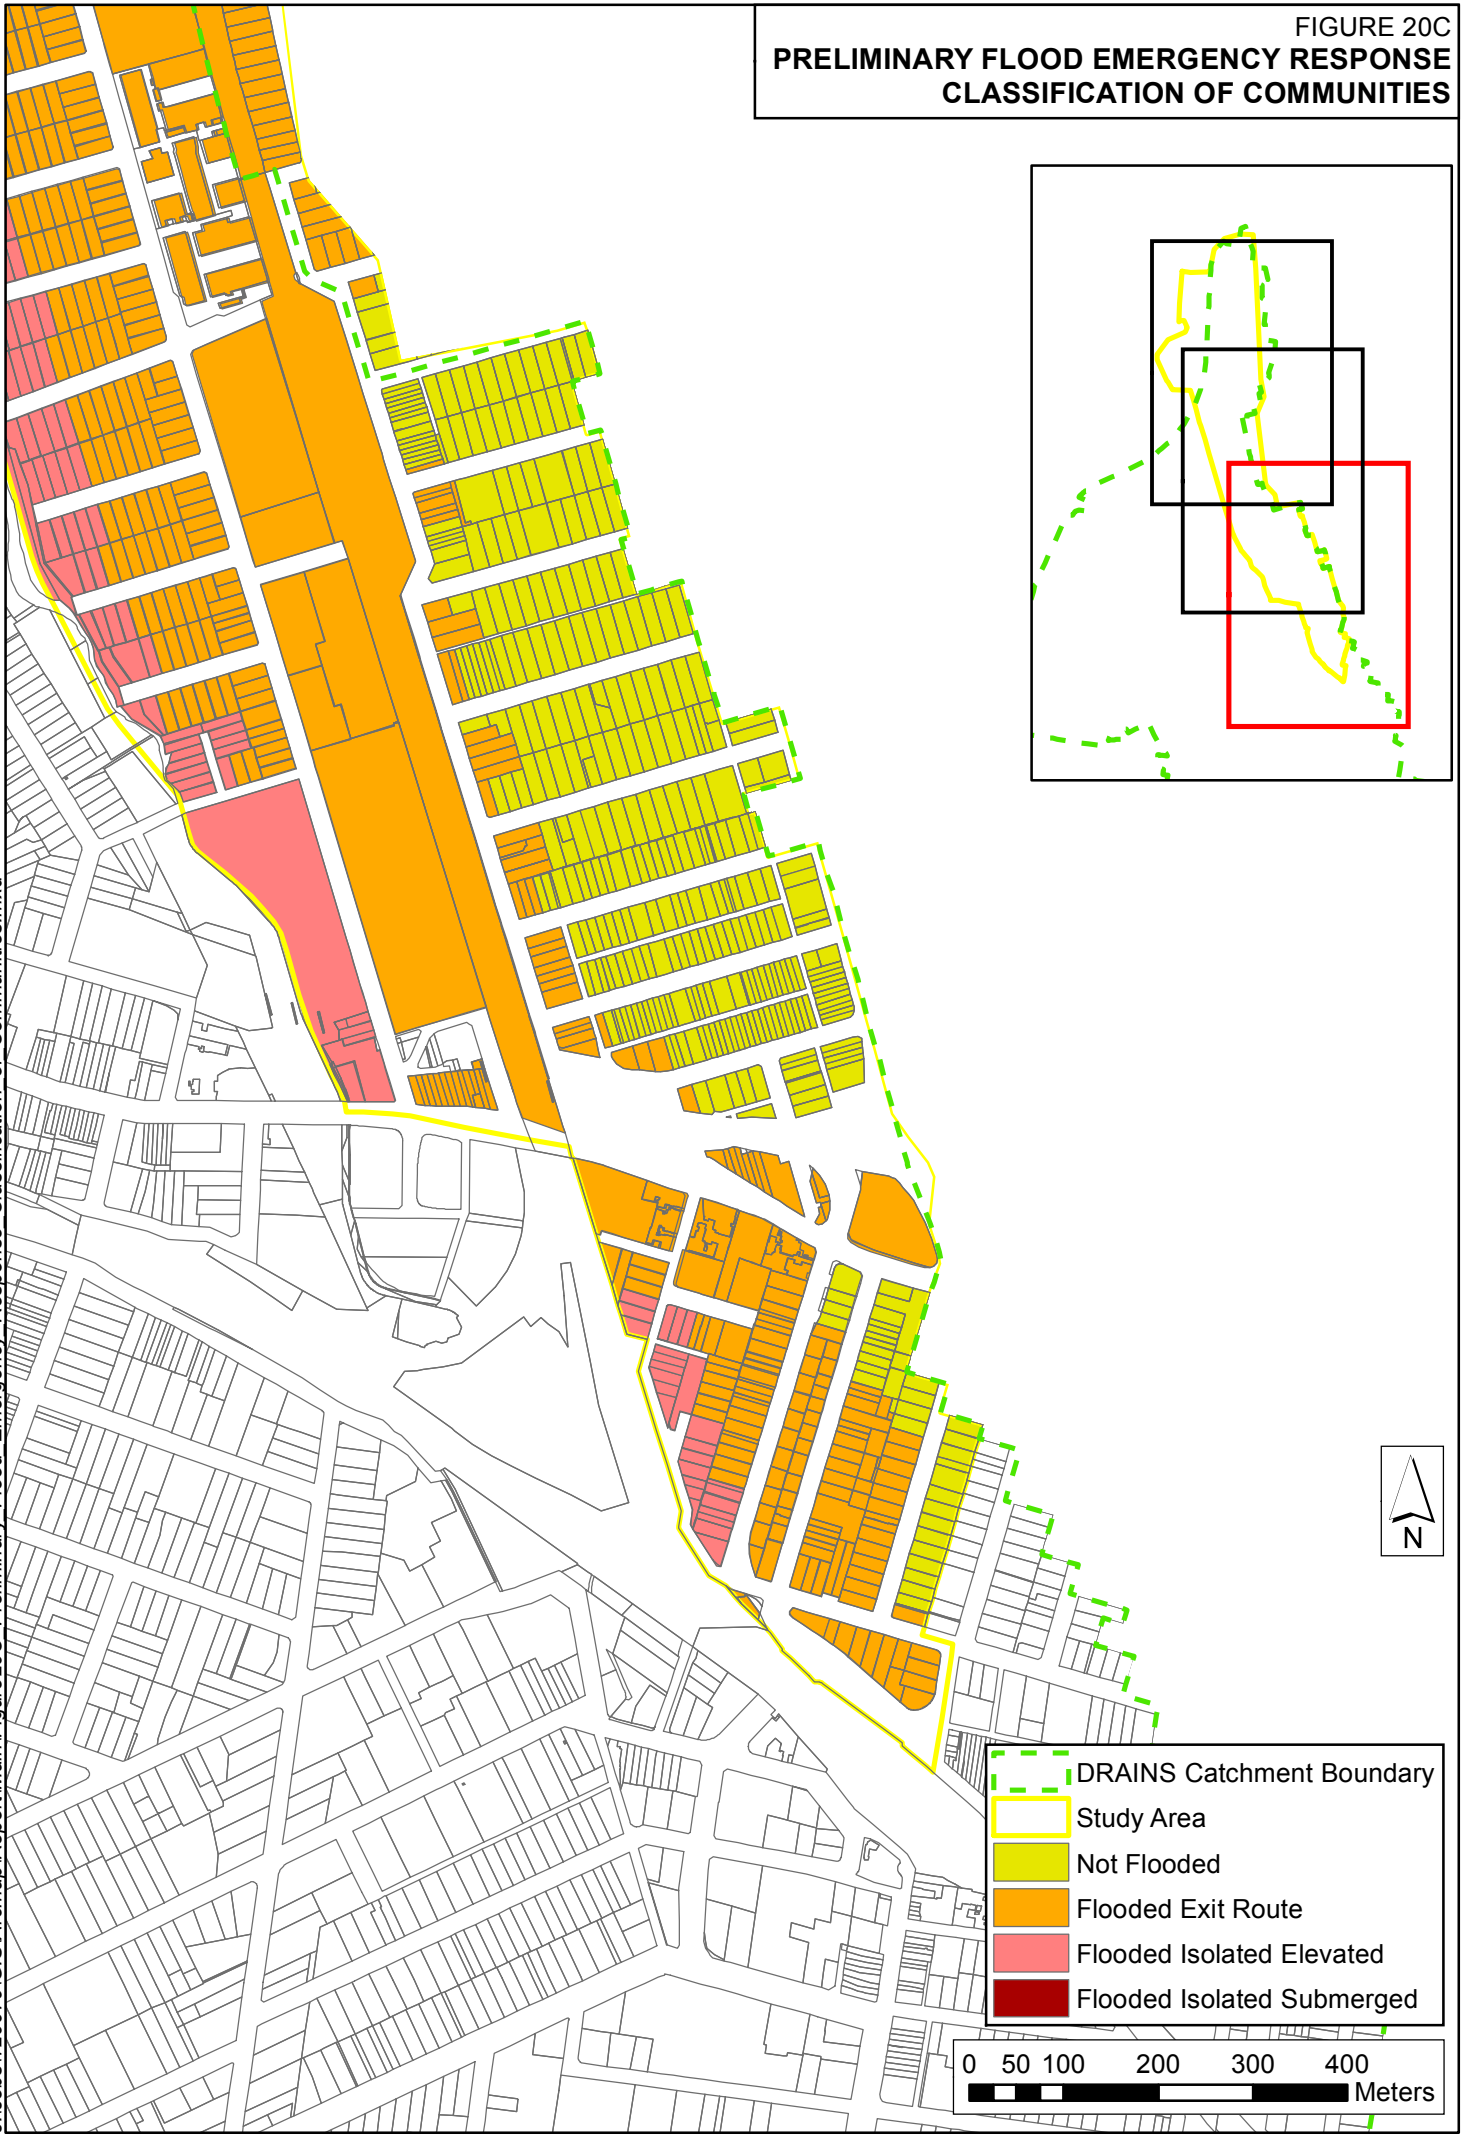 FIGURE 20C
PRELIMINARY FLOOD EMERGENCY RESPONSE
CLASSIFICATION OF COMMUNITIES
N
DRAINS Catchment Boundary
Study Area
Not Flooded
Flooded Exit Route
Flooded Isolated Elevated
Flooded Isolated Submerged
0 50 100 200 300 400
Meters